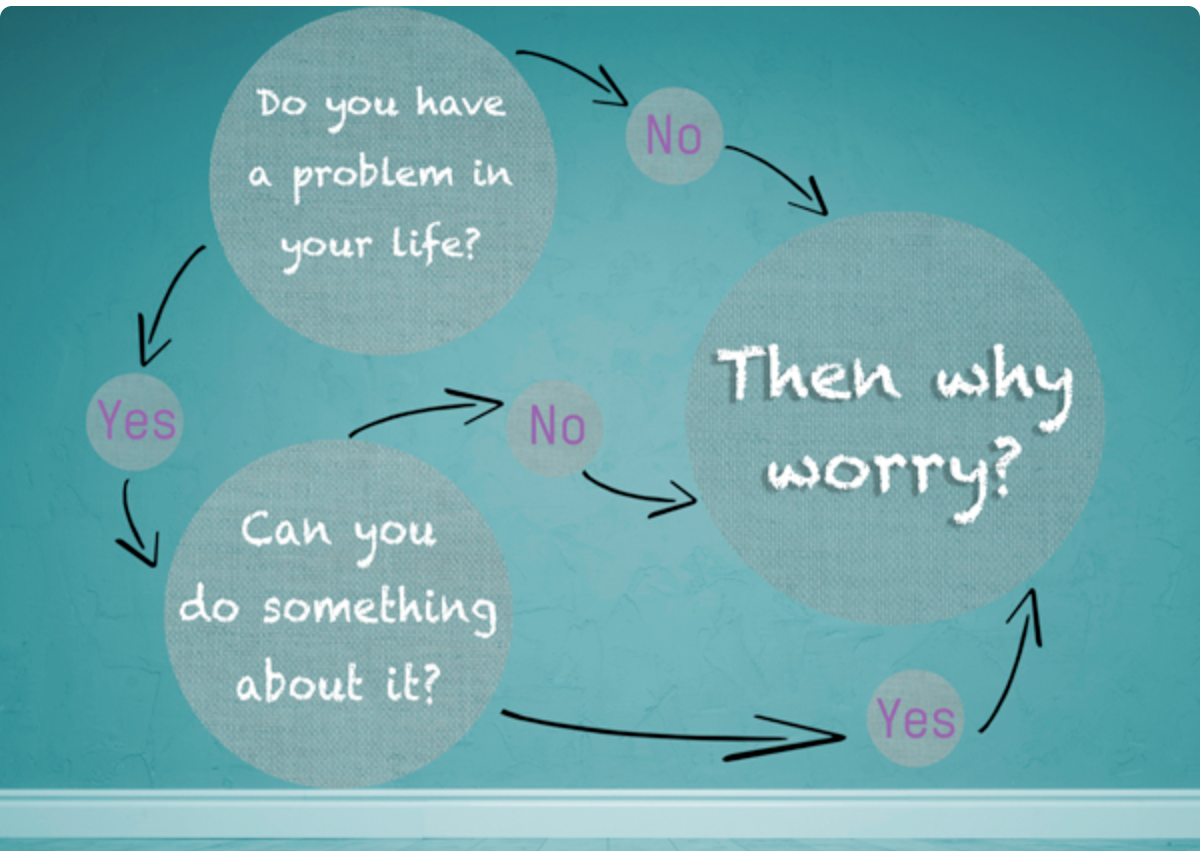 Do you have
a problem in
your life?
No
Then why
worry?
Yes
No
Can you
do something
about it?
Yes